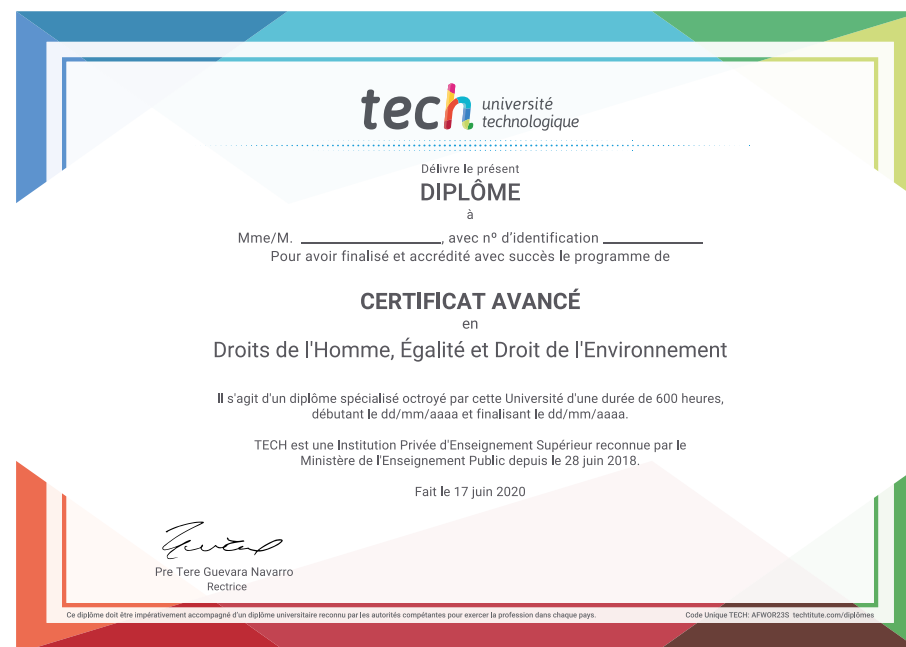 tech université
technologique
Délivre le présent
DIPLÔME
à
Mme/M. ____________________, avec nº d'identification ______________
Pour avoir finalisé et accrédité avec succès le programme de
CERTIFICAT AVANCÉ
en
Droits de l'Homme, Égalité et Droit de l'Environnement
Il s'agit d'un diplôme spécialisé octroyé par cette Université d'une durée de 600 heures,
débutant le dd/mm/aaaa et finalisant le dd/mm/aaaa.
TECH est une Institution Privée d'Enseignement Supérieur reconnue par le
Ministère de l'Enseignement Public depuis le 28 juin 2018.
Fait le 17 juin 2020
Pre Tere Guevara Navarro
Rectrice
Ce diplôme doit être impérativement accompagné d'un diplôme universitaire reconnu par les autorités compétantes pour exercer la profession dans chaque pays. Code Unique TECH: AFWOR23S techtitute.com/diplômes